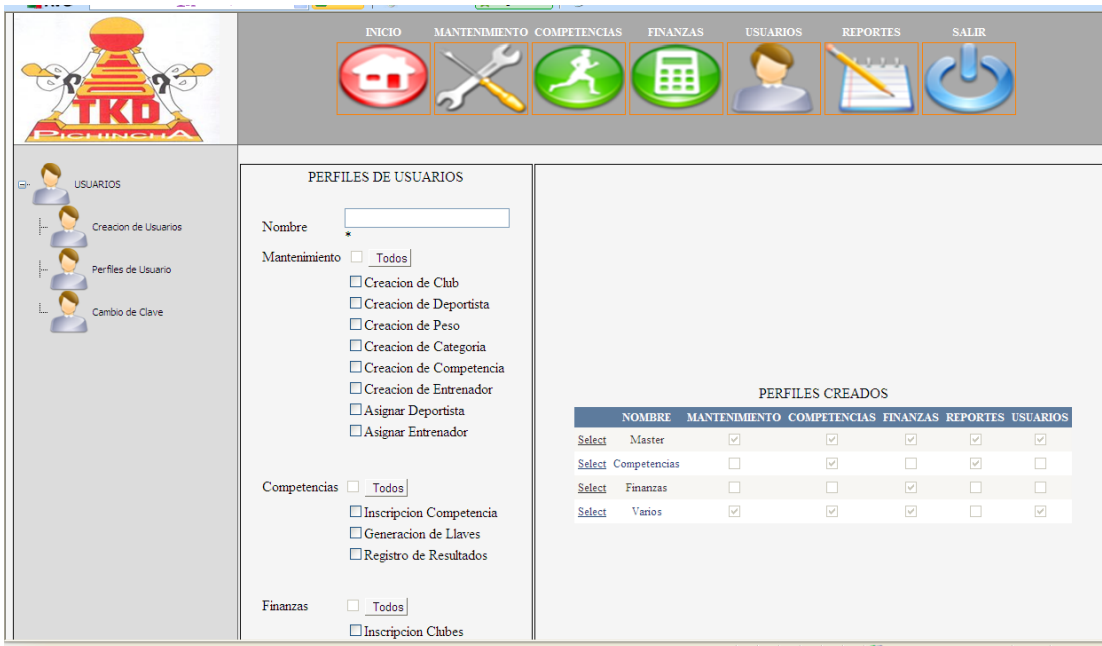 INICIO MANTENIMIENTO COMPETENCIAS FINANZAS USUARIOS REPORTES SALIR
TKD
PICHINCHA
USUARIOS
Creacion de Usuarios
Perfiles de Usuario
Cambio de Clave
PERFILES DE USUARIOS
Nombre
*
Mantenimiento Todos
Creacion de Club
Creacion de Deportista
Creacion de Peso
Creacion de Categoria
Creacion de Competencia
Creacion de Entrenador
Asignar Deportista
Asignar Entrenador
Competencias Todos
Inscripcion Competencia
Generacion de Llaves
Registro de Resultados
Finanzas Todos
Inscripcion Clubes
PERFILES CREADOS
NOMBRE MANTENIMIENTO COMPETENCIAS FINANZAS REPORTES USUARIOS
Select Master
Select Competencias
Select Finanzas
Select Varios